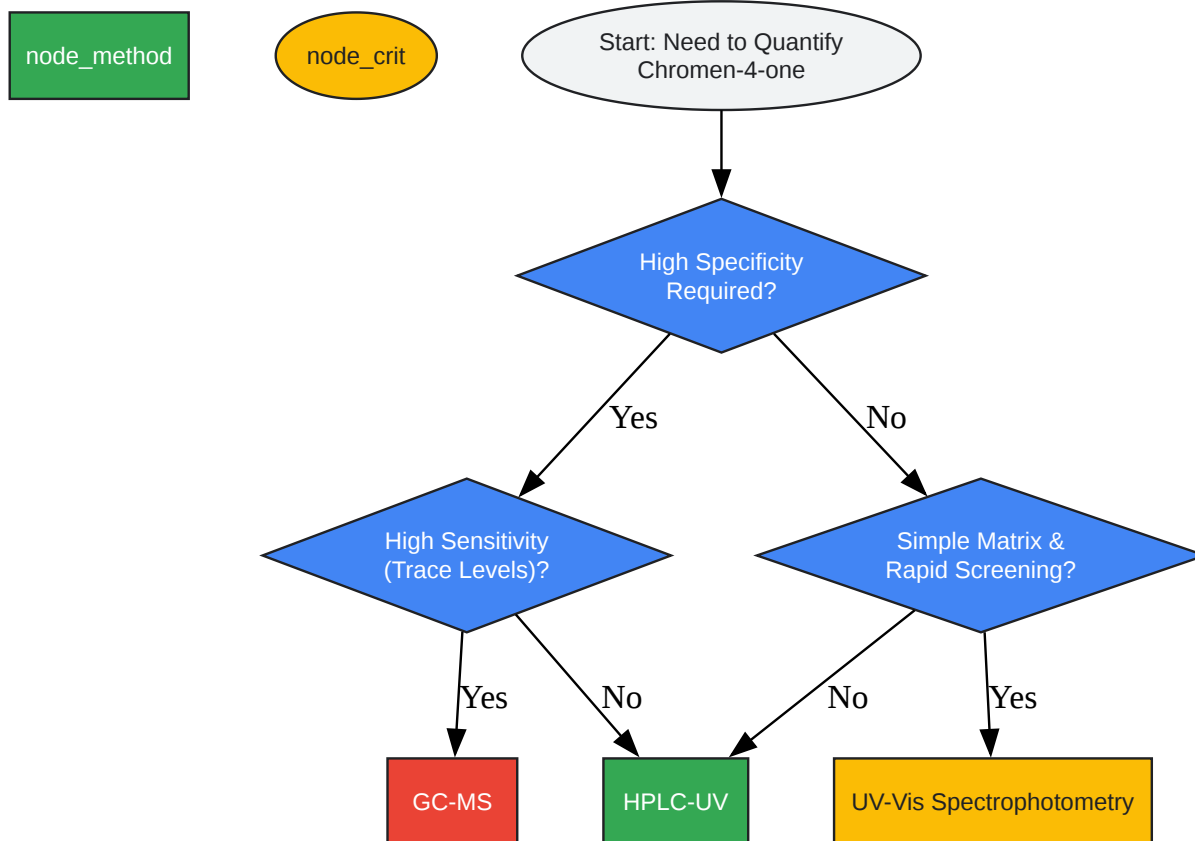 node_method
node_crit
Start: Need to Quantify
Chromen-4-one
High Specificity
Required?
Yes
No
High Sensitivity
(Trace Levels)?
Simple Matrix &
Rapid Screening?
Yes
No
No
Yes
GC-MS
HPLC-UV
UV-Vis Spectrophotometry